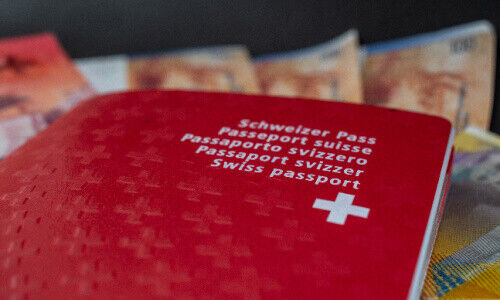 Schweizer Pass
Passeport suisse
Passaporto svizzero
Passaport svizzer
Swiss passport